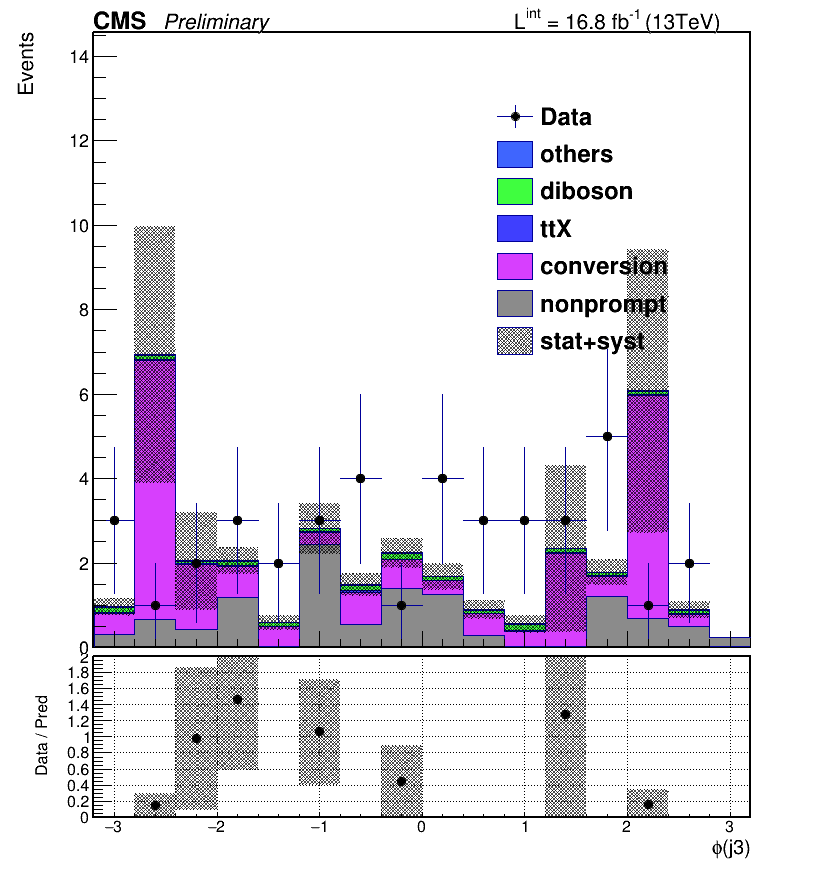 CMS Preliminary L^int = 16.8 fb^-1 (13TeV)
Events
14
12
10
8
6
4
2
0
Data
others
diboson
ttX
conversion
nonprompt
stat+syst
Data / Pred
2
1.8
1.6
1.4
1.2
1
0.8
0.6
0.4
0.2
0
−3 −2 −1 0 1 2 3
ϕ(j3)